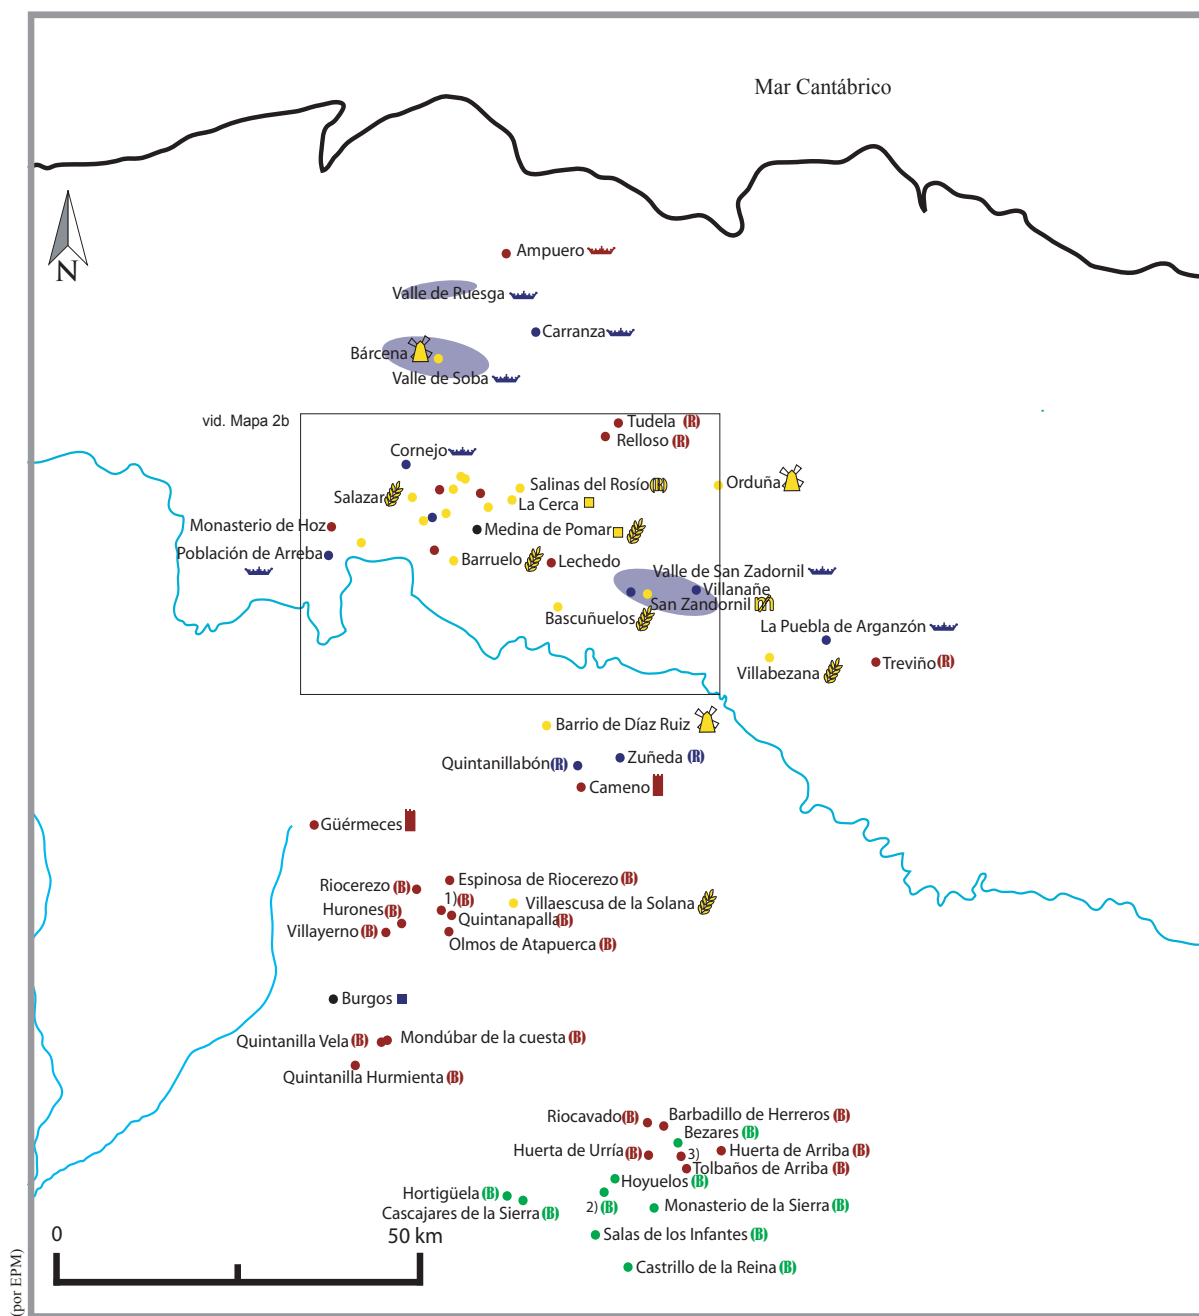 Mar Cantábrico
N
Ampuero
Valle de Ruesga
Carranza
Bárcena
Valle de Soba
vid. Mapa 2b
Tudela (R)
Relloso (R)
Cornejo
Salazar
Salinas del Rosío (R)
Orduña
La Cerca
Monasterio de Hoz
Medina de Pomar
Población de Arreba
Barruelo
Lechedo
Valle de San Zadornil
Villanañe
San Zandornil
Bascuñuelos
La Puebla de Arganzón
Villabezana
Treviño (R)
Barrio de Díaz Ruiz
Quintanillabón (R)
Zuñeda (R)
Cameno
Güérmeces
Riocerezo (B)
Espinosa de Riocerezo (B)
1) (B)
Hurones (B)
Villaescusa de la Solana
Quintanapalla (B)
Villayerno (B)
Olmos de Atapuerca (B)
Burgos
Quintanilla Vela (B)
Mondúbar de la cuesta (B)
Quintanilla Hurmienta (B)
Riocavado (B)
Barbadillo de Herreros (B)
Bezares (B)
Huerta de Urría (B)
3)
Huerta de Arriba (B)
Tolbaños de Arriba (B)
Hoyuelos (B)
Hortigüela (B)
2) (B)
Monasterio de la Sierra (B)
Cascajares de la Sierra (B)
Salas de los Infantes (B)
Castrillo de la Reina (B)
0
50 km
(por EPM)